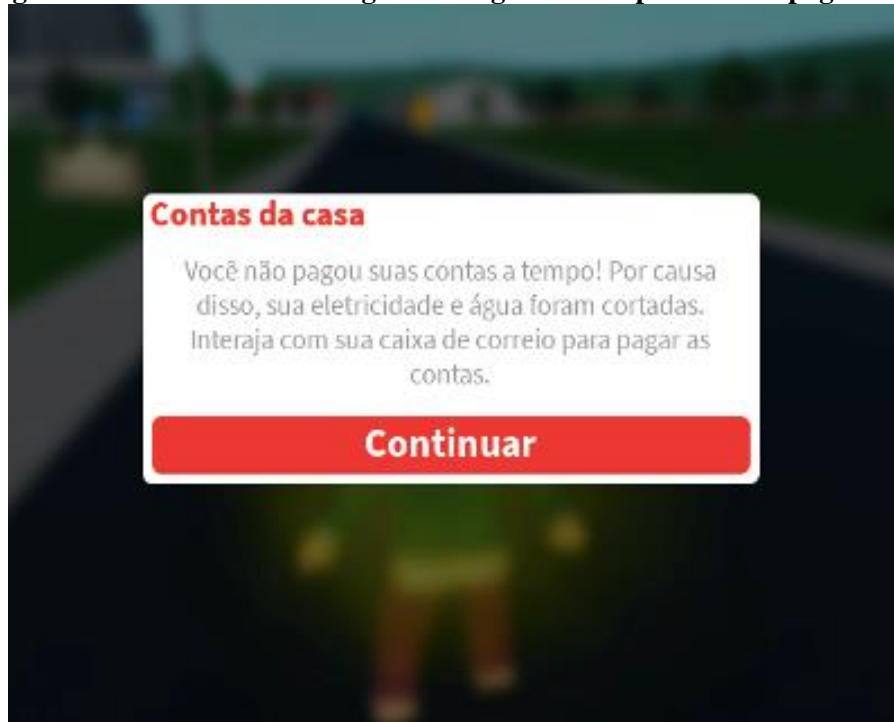 Contas da casa
Você não pagou suas contas a tempo! Por causa
disso, sua eletricidade e água foram cortadas.
Interaja com sua caixa de correio para pagar as
contas.
Continuar